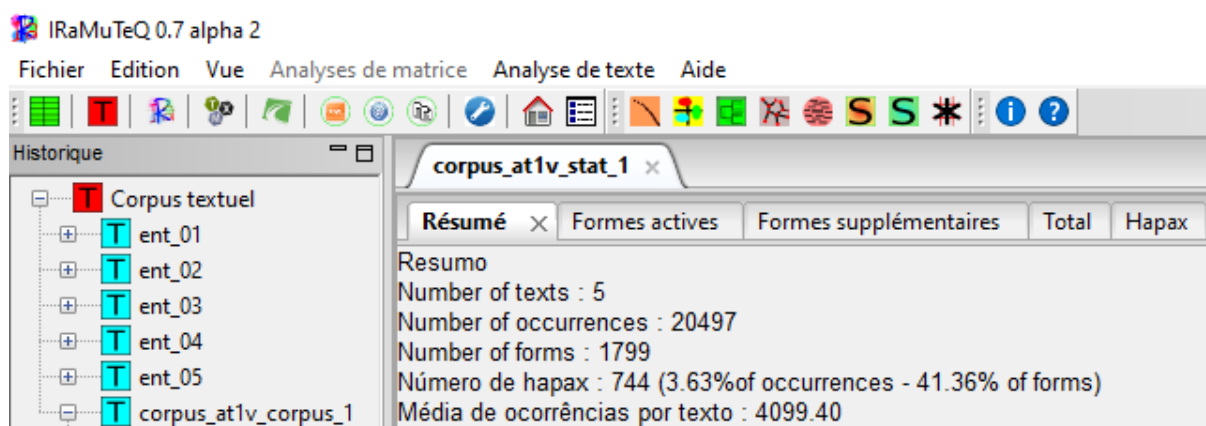 IRaMuTeQ 0.7 alpha 2
Fichier Edition Vue Analyses de matrice Analyse de texte Aide
Historique
Corpus textuel
ent_01
ent_02
ent_03
ent_04
ent_05
corpus_at1v_corpus_1
corpus_at1v_stat_1
Résumé Formes actives Formes supplémentaires Total Hapax
Resumo
Number of texts : 5
Number of occurrences : 20497
Number of forms : 1799
Número de hapax : 744 (3.63%of occurrences - 41.36% of forms)
Média de ocorrências por texto : 4099.40